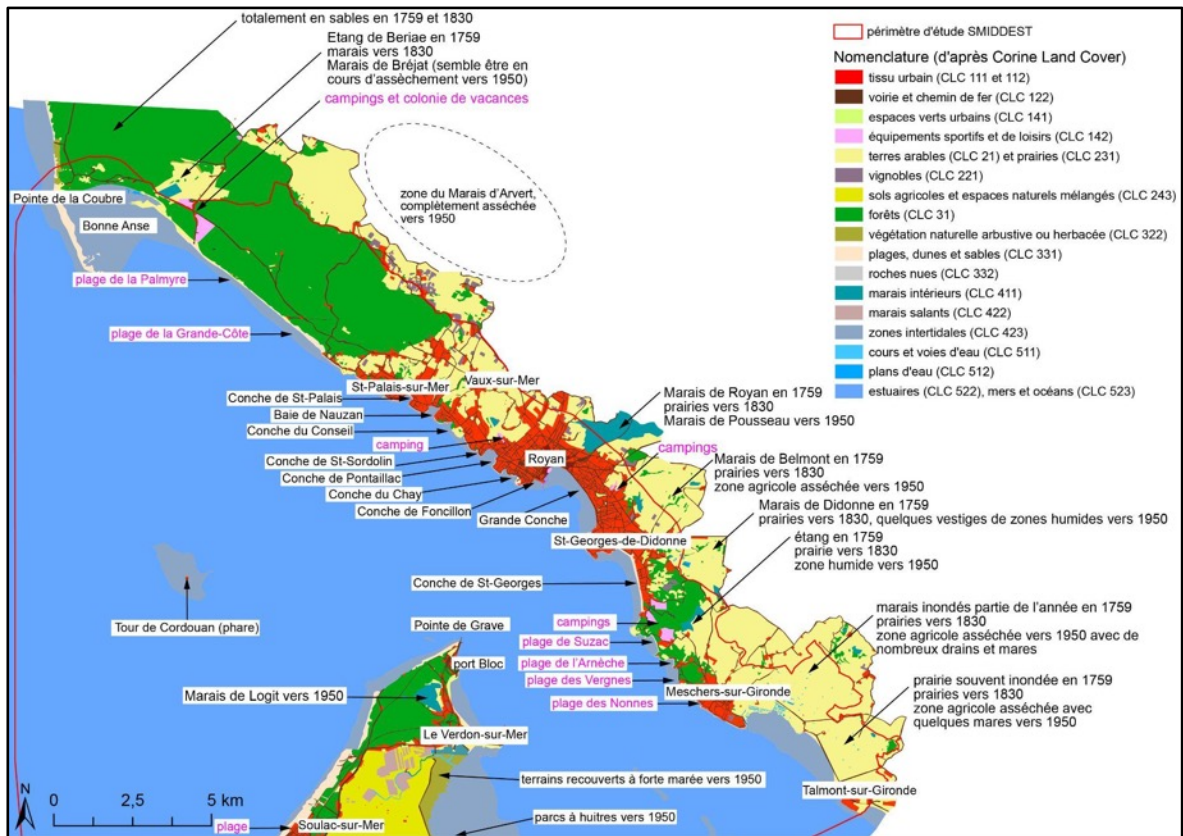 totalement en sables en 1759 et 1830
Etang de Beriae en 1759
marais vers 1830
Marais de Bréjat (semble être en
cours d'assèchement vers 1950)
campings et colonie de vacances
zone du Marais d'Arvert,
complètement asséchée
vers 1950
Pointe de la Coubre
Bonne Anse
plage de la Palmyre
plage de la Grande-Côte
St-Palais-sur-Mer
Vaux-sur-Mer
Conche de St-Palais
Baie de Nauzan
Conche du Conseil
camping
Conche de St-Sordolin
Conche de Pontaillac
Conche du Chay
Conche de Foncillon
Royan
Grande Conche
Marais de Royan en 1759
prairies vers 1830
Marais de Pousseau vers 1950
campings
Marais de Belmont en 1759
prairies vers 1830
zone agricole asséchée vers 1950
Marais de Didonne en 1759
prairies vers 1830, quelques vestiges de zones humides vers 1950
St-Georges-de-Didonne
étang en 1759
prairie vers 1830
zone humide vers 1950
Conche de St-Georges
Tour de Cordouan (phare)
campings
plage de Suzac
plage de l'Arnèche
plage des Vergnes
plage des Nonnes
Meschers-sur-Gironde
marais inondés partie de l'année en 1759
prairies vers 1830
zone agricole asséchée vers 1950 avec de
nombreux drains et mares
prairie souvent inondée en 1759
prairies vers 1830
zone agricole asséchée avec
quelques mares vers 1950
Talmont-sur-Gironde
Pointe de Grave
port Bloc
Marais de Logit vers 1950
Le Verdon-sur-Mer
terrains recouverts à forte marée vers 1950
parcs à huitres vers 1950
plage
Soulac-sur-Mer
N
0 2,5 5 km
périmètre d'étude SMIDDEST
Nomenclature (d'après Corine Land Cover)
tissu urbain (CLC 111 et 112)
voirie et chemin de fer (CLC 122)
espaces verts urbains (CLC 141)
équipements sportifs et de loisirs (CLC 142)
terres arables (CLC 21) et prairies (CLC 231)
vignobles (CLC 221)
sols agricoles et espaces naturels mélangés (CLC 243)
forêts (CLC 31)
végétation naturelle arbustive ou herbacée (CLC 322)
plages, dunes et sables (CLC 331)
roches nues (CLC 332)
marais intérieurs (CLC 411)
marais salants (CLC 422)
zones intertidales (CLC 423)
cours et voies d'eau (CLC 511)
plans d'eau (CLC 512)
estuaires (CLC 522), mers et océans (CLC 523)